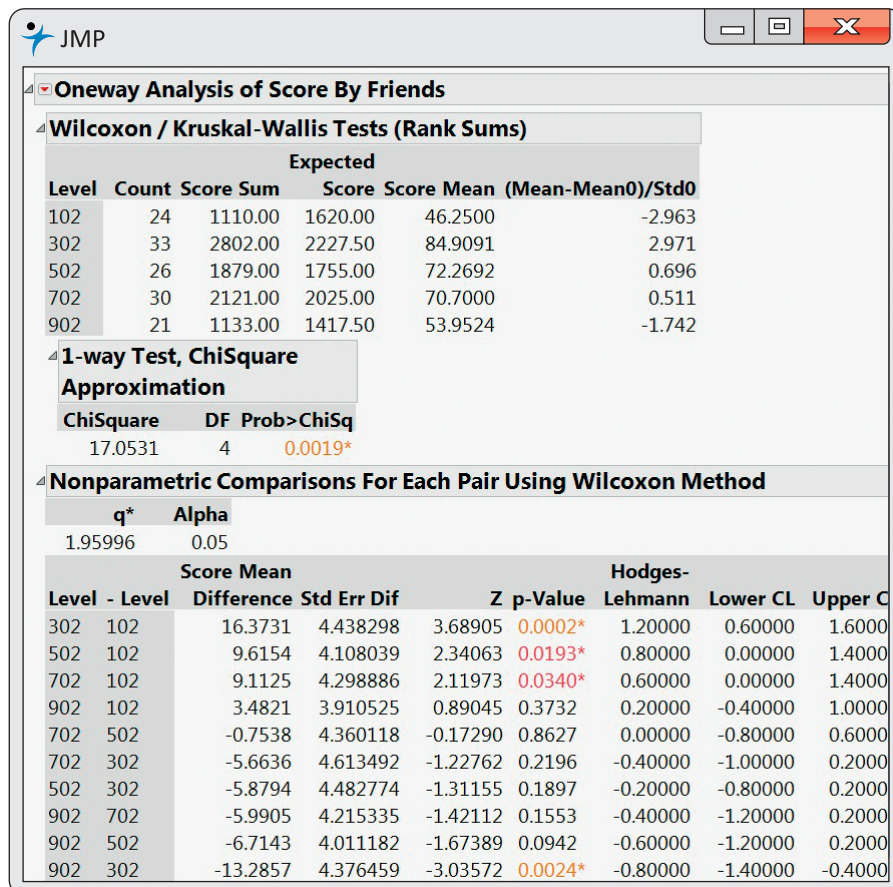 JMP
Oneway Analysis of Score By Friends
Wilcoxon / Kruskal-Wallis Tests (Rank Sums)
Expected
Level Count Score Sum Score Score Mean (Mean-Mean0)/Std0
102 24 1110.00 1620.00 46.2500 -2.963
302 33 2802.00 2227.50 84.9091 2.971
502 26 1879.00 1755.00 72.2692 0.696
702 30 2121.00 2025.00 70.7000 0.511
902 21 1133.00 1417.50 53.9524 -1.742
1-way Test, ChiSquare
Approximation
ChiSquare DF Prob>ChiSq
17.0531 4 0.0019*
Nonparametric Comparisons For Each Pair Using Wilcoxon Method
q* Alpha
1.95996 0.05
Score Mean Hodges-
Level - Level Difference Std Err Dif Z p-Value Lehmann Lower CL Upper C
302 102 16.3731 4.438298 3.68905 0.0002* 1.20000 0.60000 1.6000
502 102 9.6154 4.108039 2.34063 0.0193* 0.80000 0.00000 1.4000
702 102 9.1125 4.298886 2.11973 0.0340* 0.60000 0.00000 1.4000
902 102 3.4821 3.910525 0.89045 0.3732 0.20000 -0.40000 1.0000
702 502 -0.7538 4.360118 -0.17290 0.8627 0.00000 -0.80000 0.6000
702 302 -5.6636 4.613492 -1.22762 0.2196 -0.40000 -1.00000 0.2000
502 302 -5.8794 4.482774 -1.31155 0.1897 -0.20000 -0.80000 0.2000
902 702 -5.9905 4.215335 -1.42112 0.1553 -0.40000 -1.20000 0.2000
902 502 -6.7143 4.011182 -1.67389 0.0942 -0.60000 -1.20000 0.2000
902 302 -13.2857 4.376459 -3.03572 0.0024* -0.80000 -1.40000 -0.4000